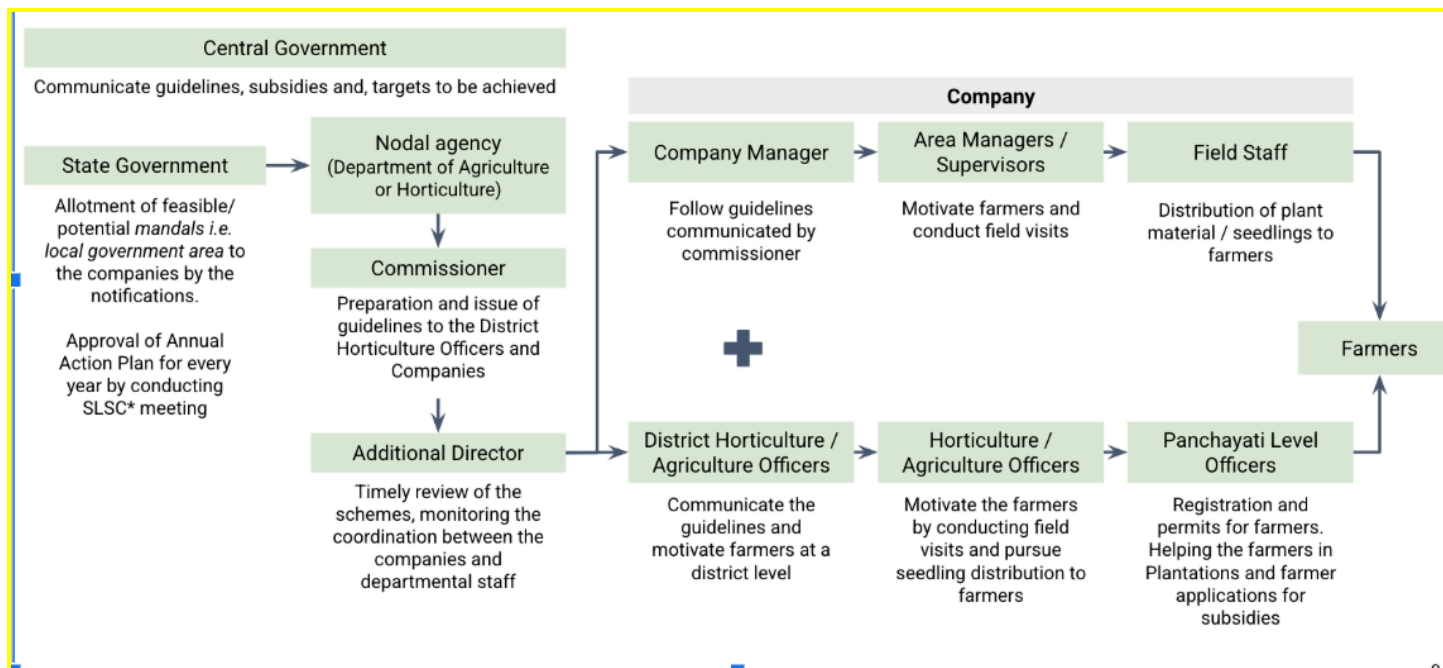 Central Government
Communicate guidelines, subsidies and, targets to be achieved
State Government
Allotment of feasible/
potential mandals i.e.
local government area to
the companies by the
notifications.
Approval of Annual
Action Plan for every
year by conducting
SLSC* meeting
Nodal agency
(Department of Agriculture
or Horticulture)
Commissioner
Preparation and issue of
guidelines to the District
Horticulture Officers and
Companies
Additional Director
Timely review of the
schemes, monitoring the
coordination between the
companies and
departmental staff
Company
Company Manager
Follow guidelines
communicated by
commissioner
Area Managers /
Supervisors
Motivate farmers and
conduct field visits
Field Staff
Distribution of plant
material / seedlings to
farmers
Farmers
District Horticulture /
Agriculture Officers
Communicate the
guidelines and
motivate farmers at a
district level
Horticulture /
Agriculture Officers
Motivate the farmers
by conducting field
visits and pursue
seedling distribution to
farmers
Panchayati Level
Officers
Registration and
permits for farmers.
Helping the farmers in
Plantations and farmer
applications for
subsidies